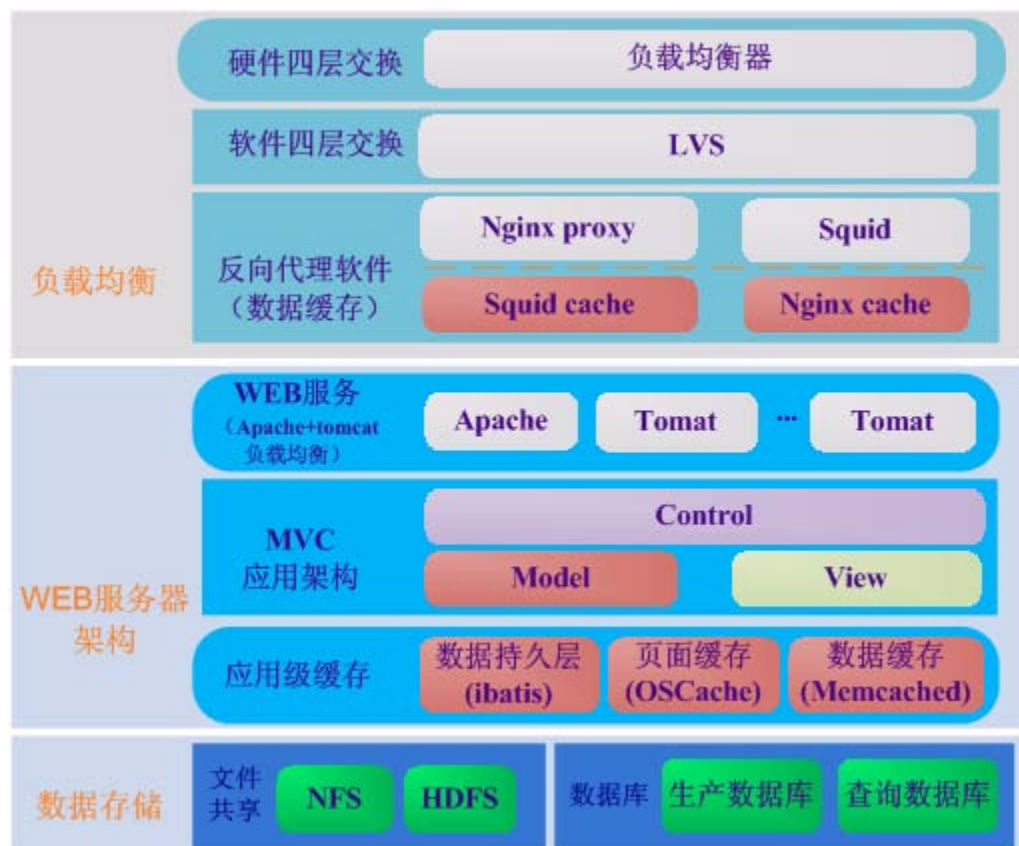 硬件四层交换
负载均衡器
软件四层交换
LVS
负载均衡
反向代理软件
（数据缓存）
Nginx proxy
Squid
Squid cache
Nginx cache
WEB服务器
架构
WEB服务
（Apache+tomcat
负载均衡）
Apache
Tomat
...
Tomat
MVC
应用架构
Control
Model
View
应用级缓存
数据持久层
(ibatis)
页面缓存
(OSCache)
数据缓存
(Memcached)
数据存储
文件
共享
NFS
HDFS
数据库
生产数据库
查询数据库